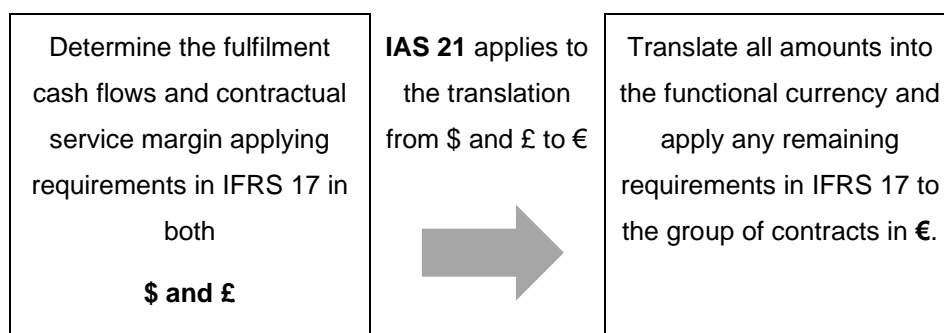 Determine the fulfilment
cash flows and contractual
service margin applying
requirements in IFRS 17 in
both
$ and £
IAS 21 applies to
the translation
from $ and £ to €
Translate all amounts into
the functional currency and
apply any remaining
requirements in IFRS 17 to
the group of contracts in €.